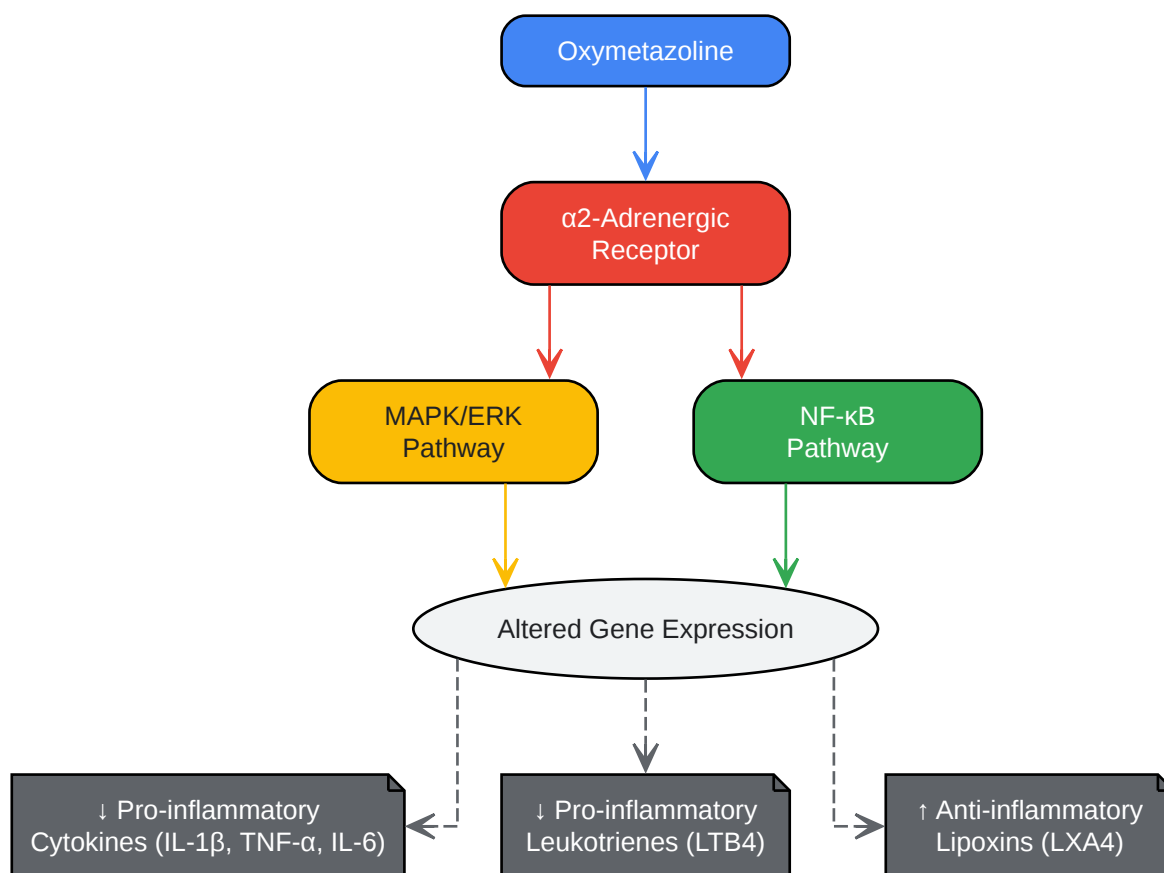 Oxymetazoline
α2-Adrenergic
Receptor
MAPK/ERK
Pathway
NF-κB
Pathway
Altered Gene Expression
↓ Pro-inflammatory
Cytokines (IL-1β, TNF-α, IL-6)
↓ Pro-inflammatory
Leukotrienes (LTB4)
↑ Anti-inflammatory
Lipoxins (LXA4)